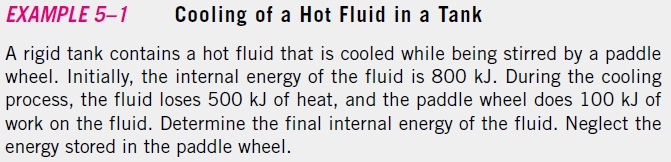 EXAMPLE 5–1 Cooling of a Hot Fluid in a Tank
A rigid tank contains a hot fluid that is cooled while being stirred by a paddle
wheel. Initially, the internal energy of the fluid is 800 kJ. During the cooling
process, the fluid loses 500 kJ of heat, and the paddle wheel does 100 kJ of
work on the fluid. Determine the final internal energy of the fluid. Neglect the
energy stored in the paddle wheel.